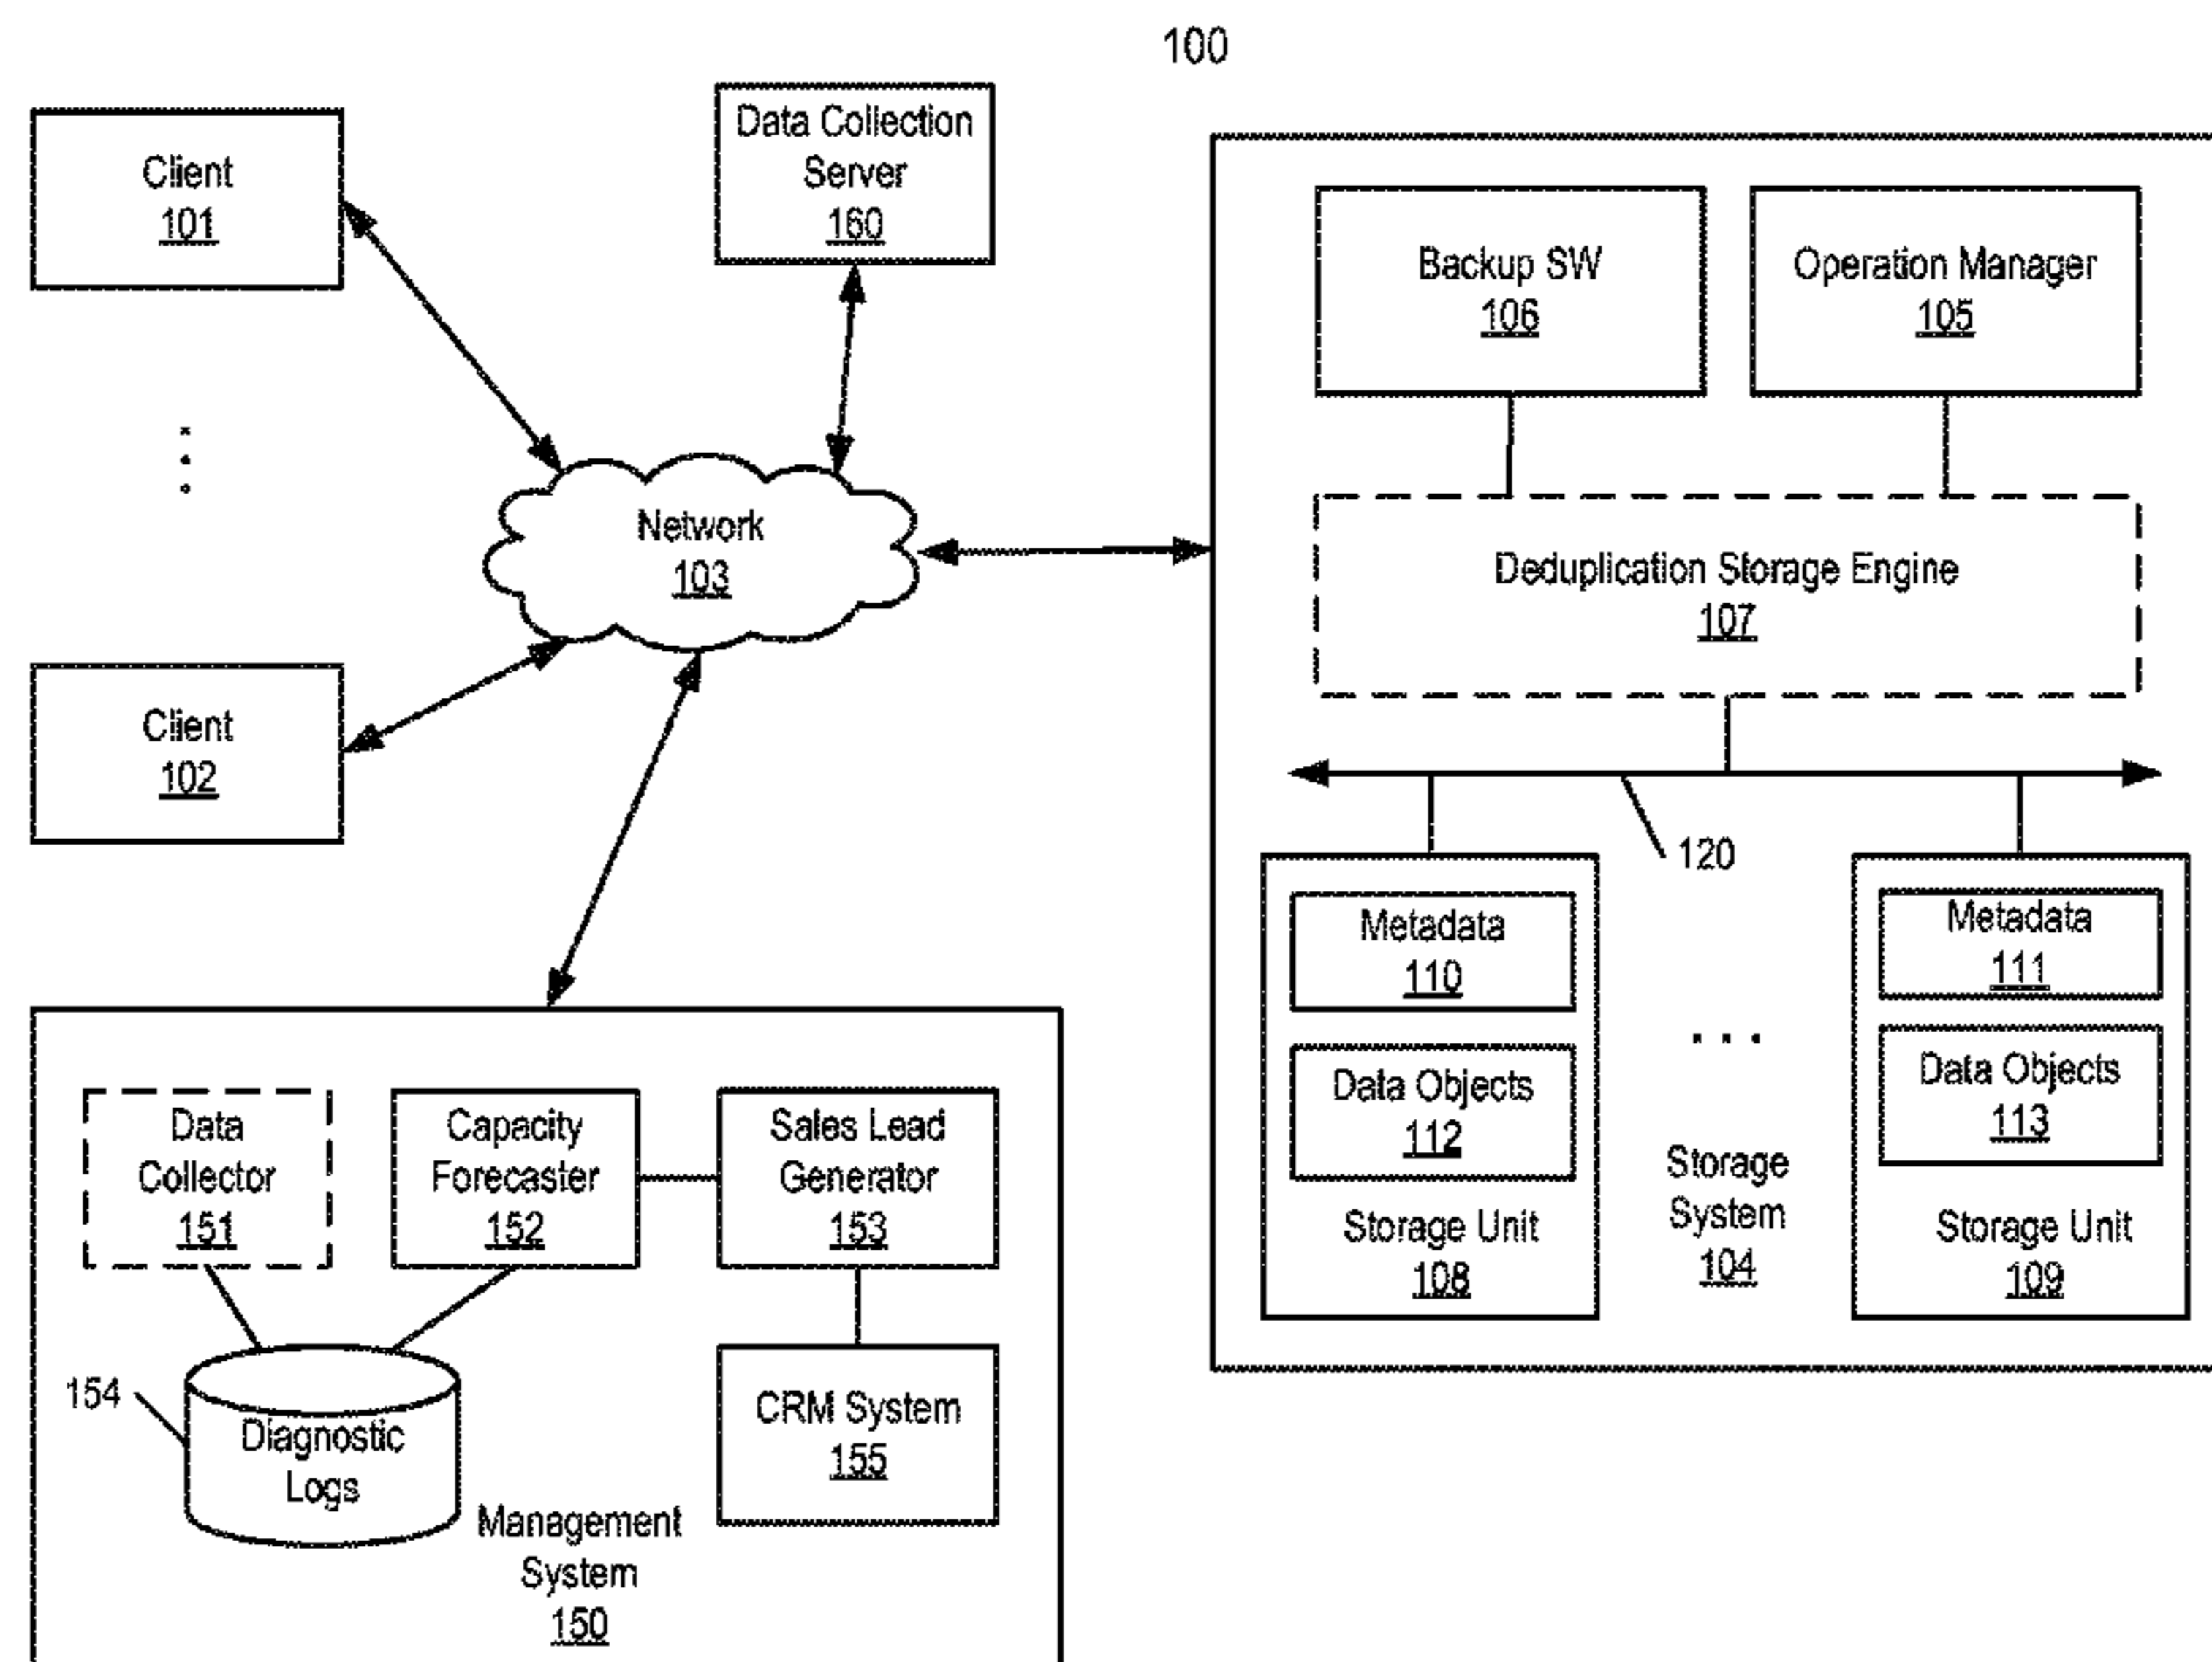 100
Client
101
Data Collection
Server
160
Backup SW
106
Operation Manager
105
Network
103
Deduplication Storage Engine
107
Client
102
120
Metadata
110
Data Objects
112
Storage Unit
108
. . .
Storage
System
104
Metadata
111
Data Objects
113
Storage Unit
109
Data
Collector
151
Capacity
Forecaster
152
Sales Lead
Generator
153
154
Diagnostic
Logs
CRM System
155
Management
System
150